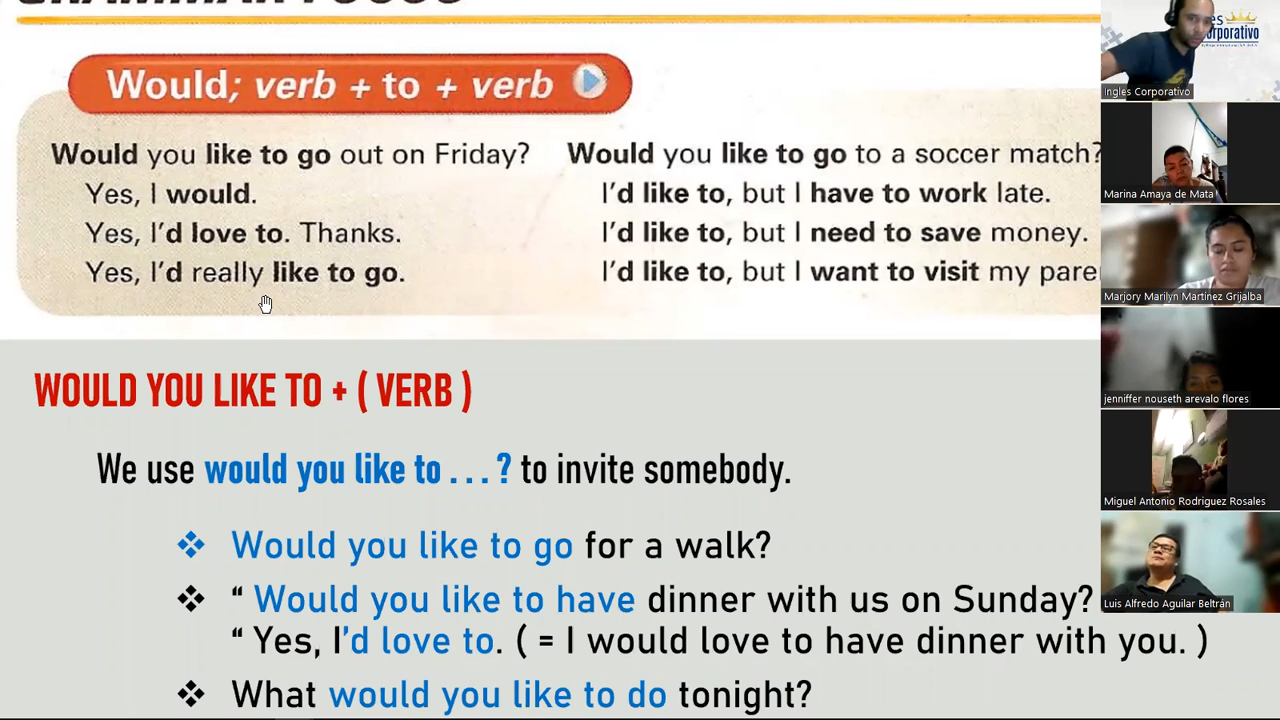 Would; verb + to + verb
Would you like to go out on Friday?
Yes, I would.
Yes, I'd love to. Thanks.
Yes, I'd really like to go.
Would you like to go to a soccer match?
I'd like to, but I have to work late.
I'd like to, but I need to save money.
I'd like to, but I want to visit my pare
WOULD YOU LIKE TO + ( VERB )
We use would you like to . . . ? to invite somebody.
❖ Would you like to go for a walk?
❖ “ Would you like to have dinner with us on Sunday?
“ Yes, I’d love to. ( = I would love to have dinner with you. )
❖ What would you like to do tonight?
orporativo
Ingles Corporativo
Marina Amaya de Mata
Marjory Marilyn Martínez Grijalba
jenniffer nouseth arevalo flores
Miguel Antonio Rodriguez Rosales
Luis Alfredo Aguilar Beltrán